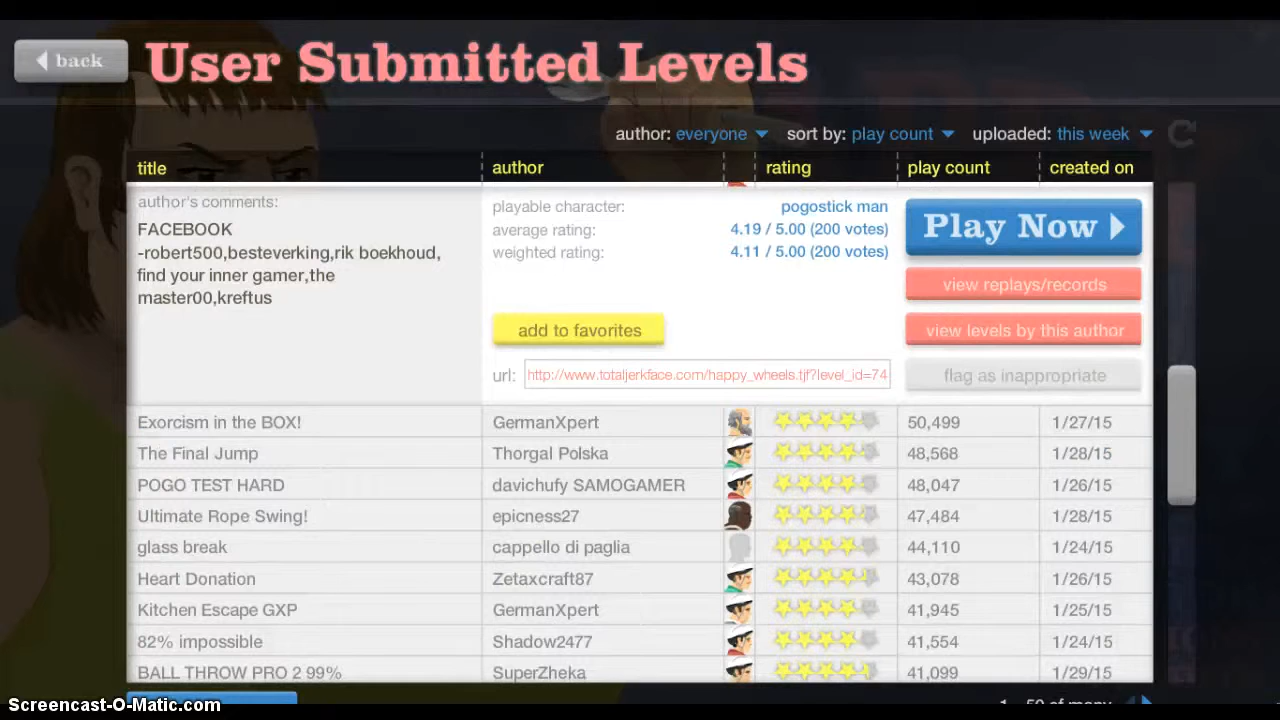 back
User Submitted Levels
author: everyone sort by: play count uploaded: this week
title author rating play count created on
author's comments:
FACEBOOK
-robert500,besteverking,rik boekhoud,
find your inner gamer,the
master00,kreftus
playable character: pogostick man
average rating: 4.19 / 5.00 (200 votes)
weighted rating: 4.11 / 5.00 (200 votes)
add to favorites
url: http://www.totaljerkface.com/happy_wheels.tjf?level_id=74
Play Now
view replays/records
view levels by this author
flag as inappropriate
Exorcism in the BOX! GermanXpert 50,499 1/27/15
The Final Jump Thorgal Polska 48,568 1/28/15
POGO TEST HARD davichufy SAMOGAMER 48,047 1/26/15
Ultimate Rope Swing! epicness27 47,484 1/28/15
glass break cappello di paglia 44,110 1/24/15
Heart Donation Zetaxcraft87 43,078 1/26/15
Kitchen Escape GXP GermanXpert 41,945 1/25/15
82% impossible Shadow2477 41,554 1/24/15
BALL THROW PRO 2 99% SuperZheka 41,099 1/29/15
1 - 50 of many
Screencast-O-Matic.com